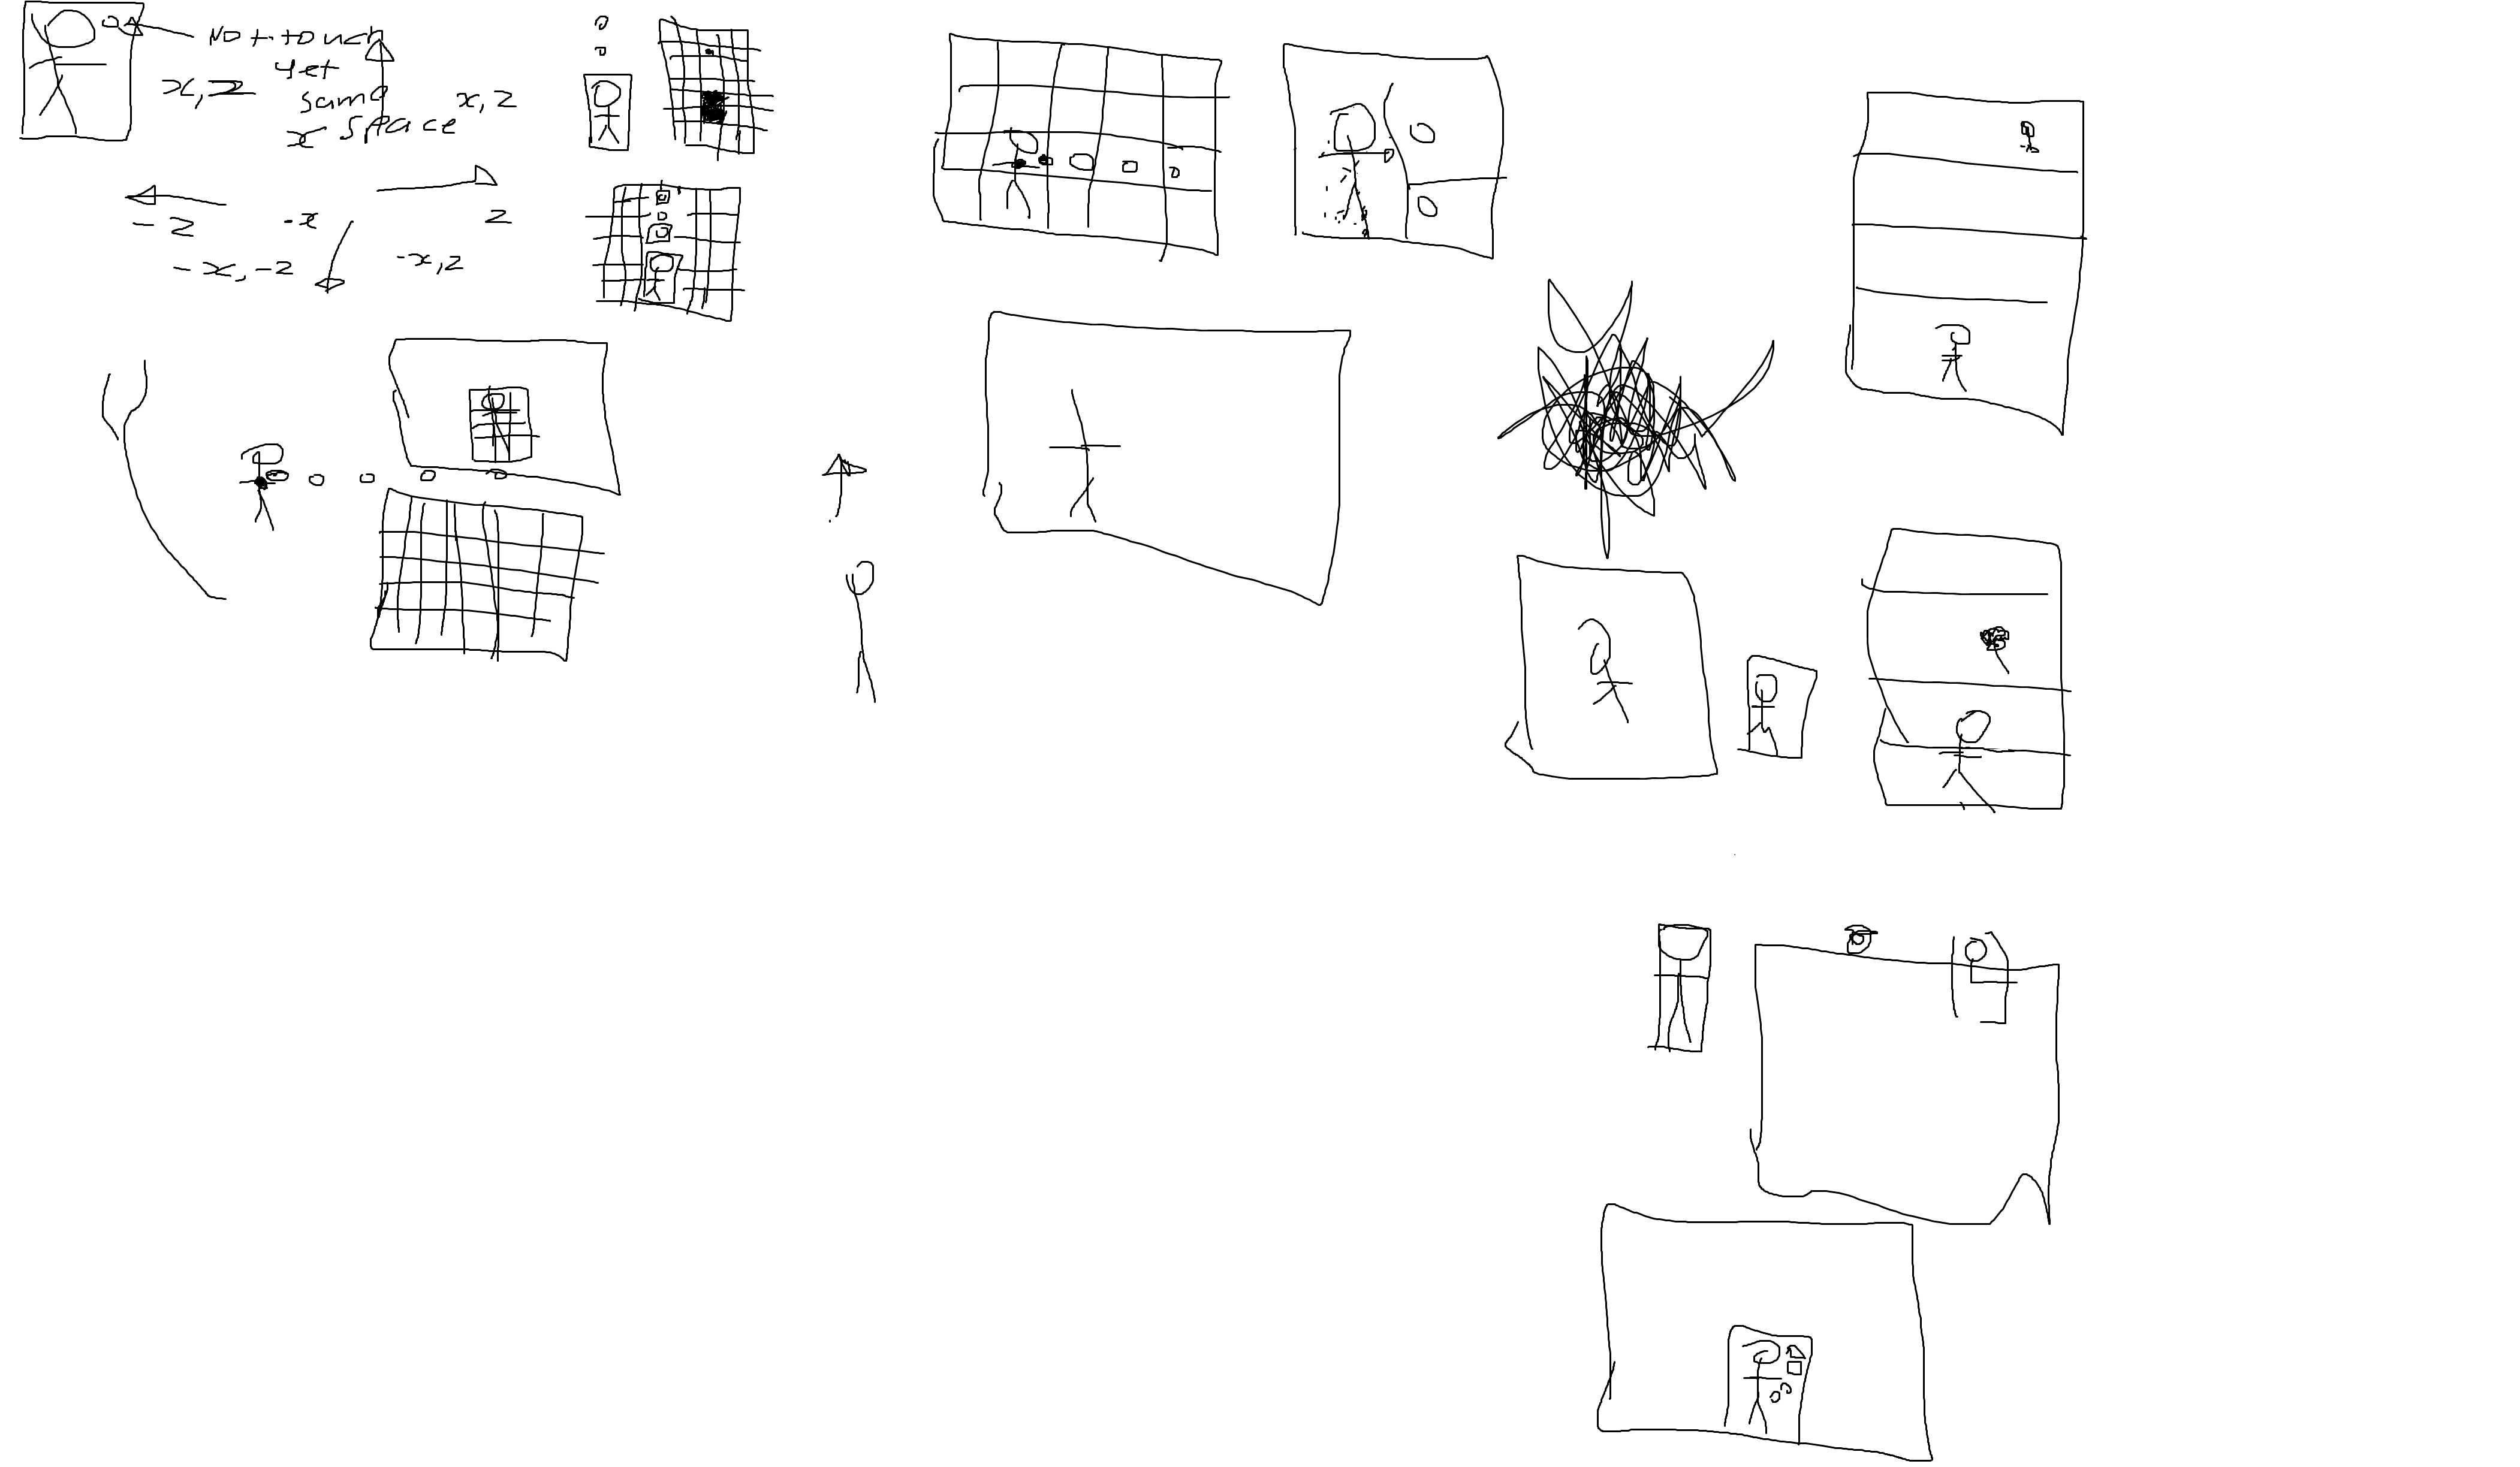 Not touch
yet
same
x space
x, z
x, z
-z
-x
z
-x, -z
-x, z